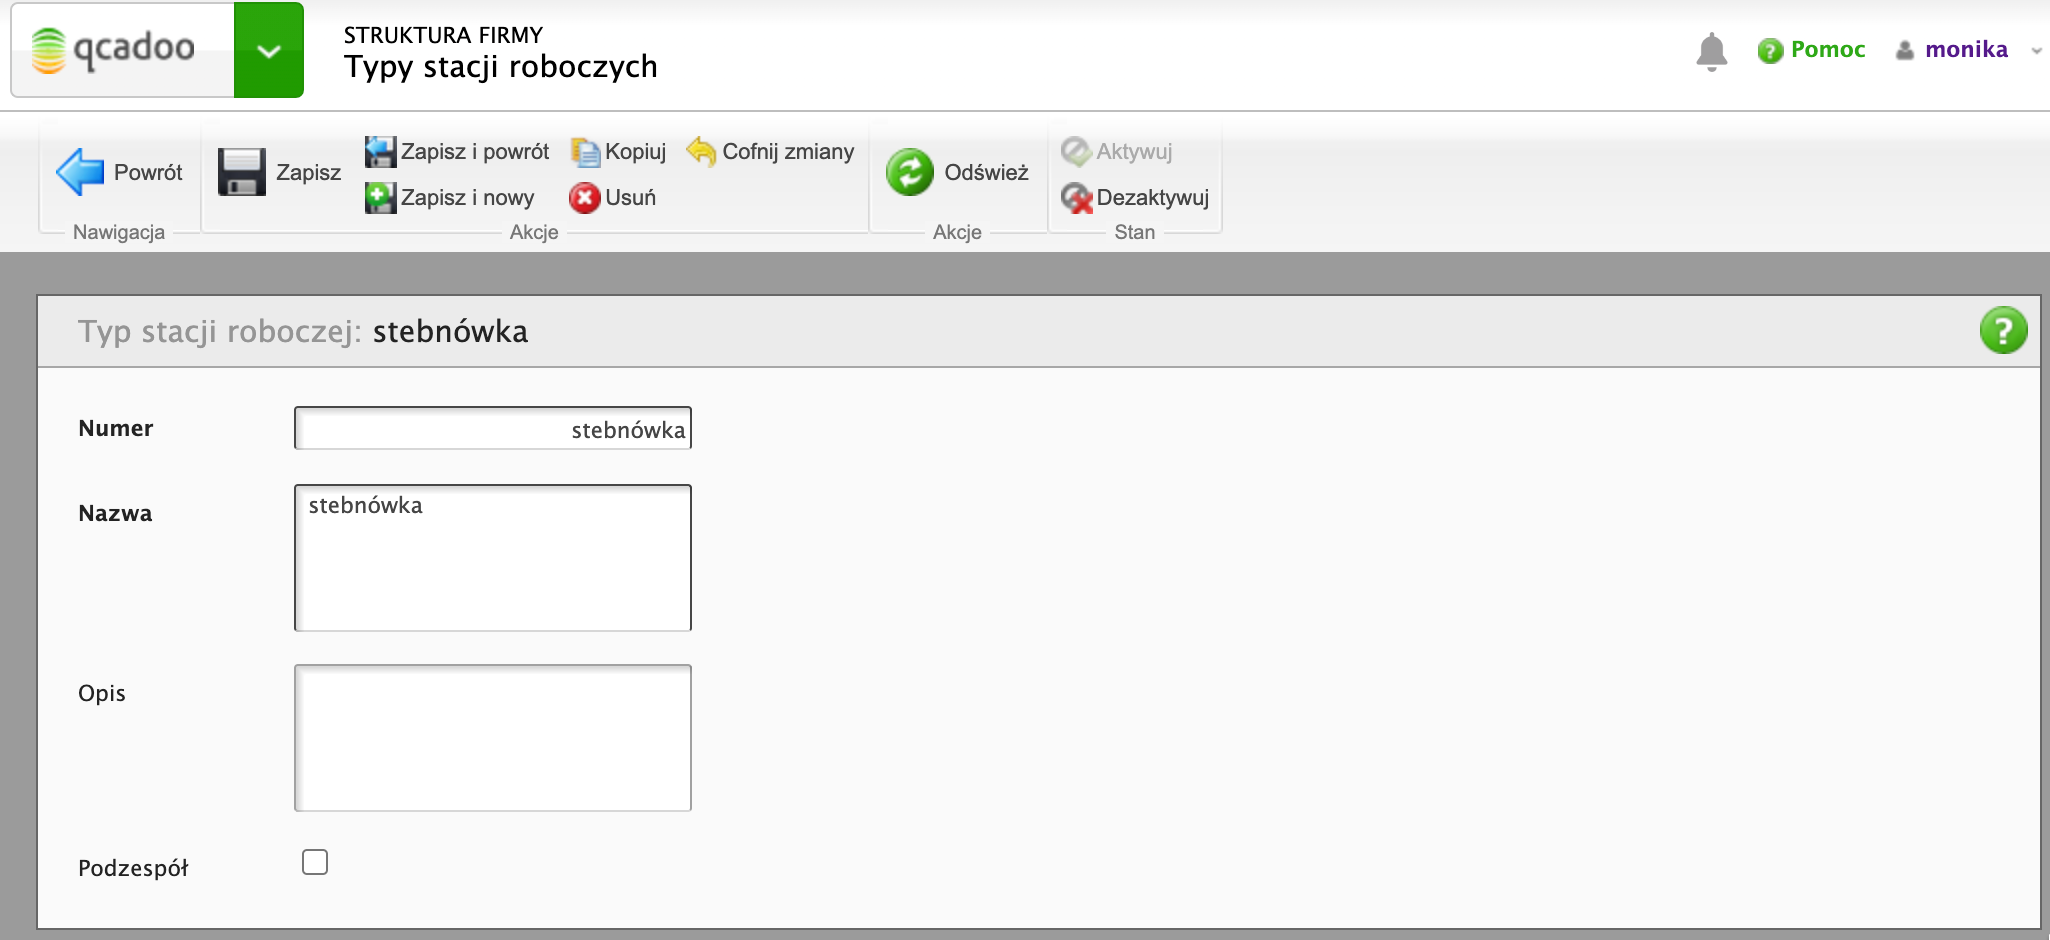 qcadoo
STRUKTURA FIRMY
Typy stacji roboczych
Pomoc
monika
Powrót
Nawigacja
Zapisz
Zapisz i powrót
Kopiuj
Cofnij zmiany
Zapisz i nowy
Usuń
Akcje
Odśwież
Akcje
Aktywuj
Dezaktywuj
Stan
Typ stacji roboczej: stebnówka
Numer
stebnówka
Nazwa
stebnówka
Opis
Podzespół